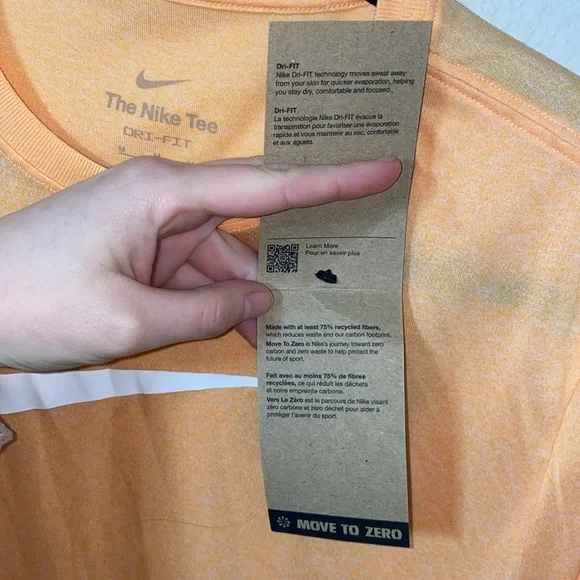 The Nike Tee
DRI-FIT
M
Dri-FIT
Nike Dri-FIT technology moves sweat away
from your skin for quicker evaporation, helping
you stay dry, comfortable and focused.
Dri-FIT
La technologie Nike Dri-FIT évacue la
transpiration pour favoriser une évaporation
rapide et vous maintenir au sec, confortable
et aux aguets.
Learn More
Pour en savoir plus
Made with at least 75% recycled fibers,
which reduces waste and our carbon footprint.
Move To Zero is Nike's journey toward zero
carbon and zero waste to help protect the
future of sport.
Fait avec au moins 75% de fibres
recyclées, ce qui réduit les déchets
et notre empreinte carbone.
Vers Le Zéro est le parcours de Nike visant
zéro carbone et zéro déchet pour aider à
protéger l'avenir du sport.
MOVE TO ZERO